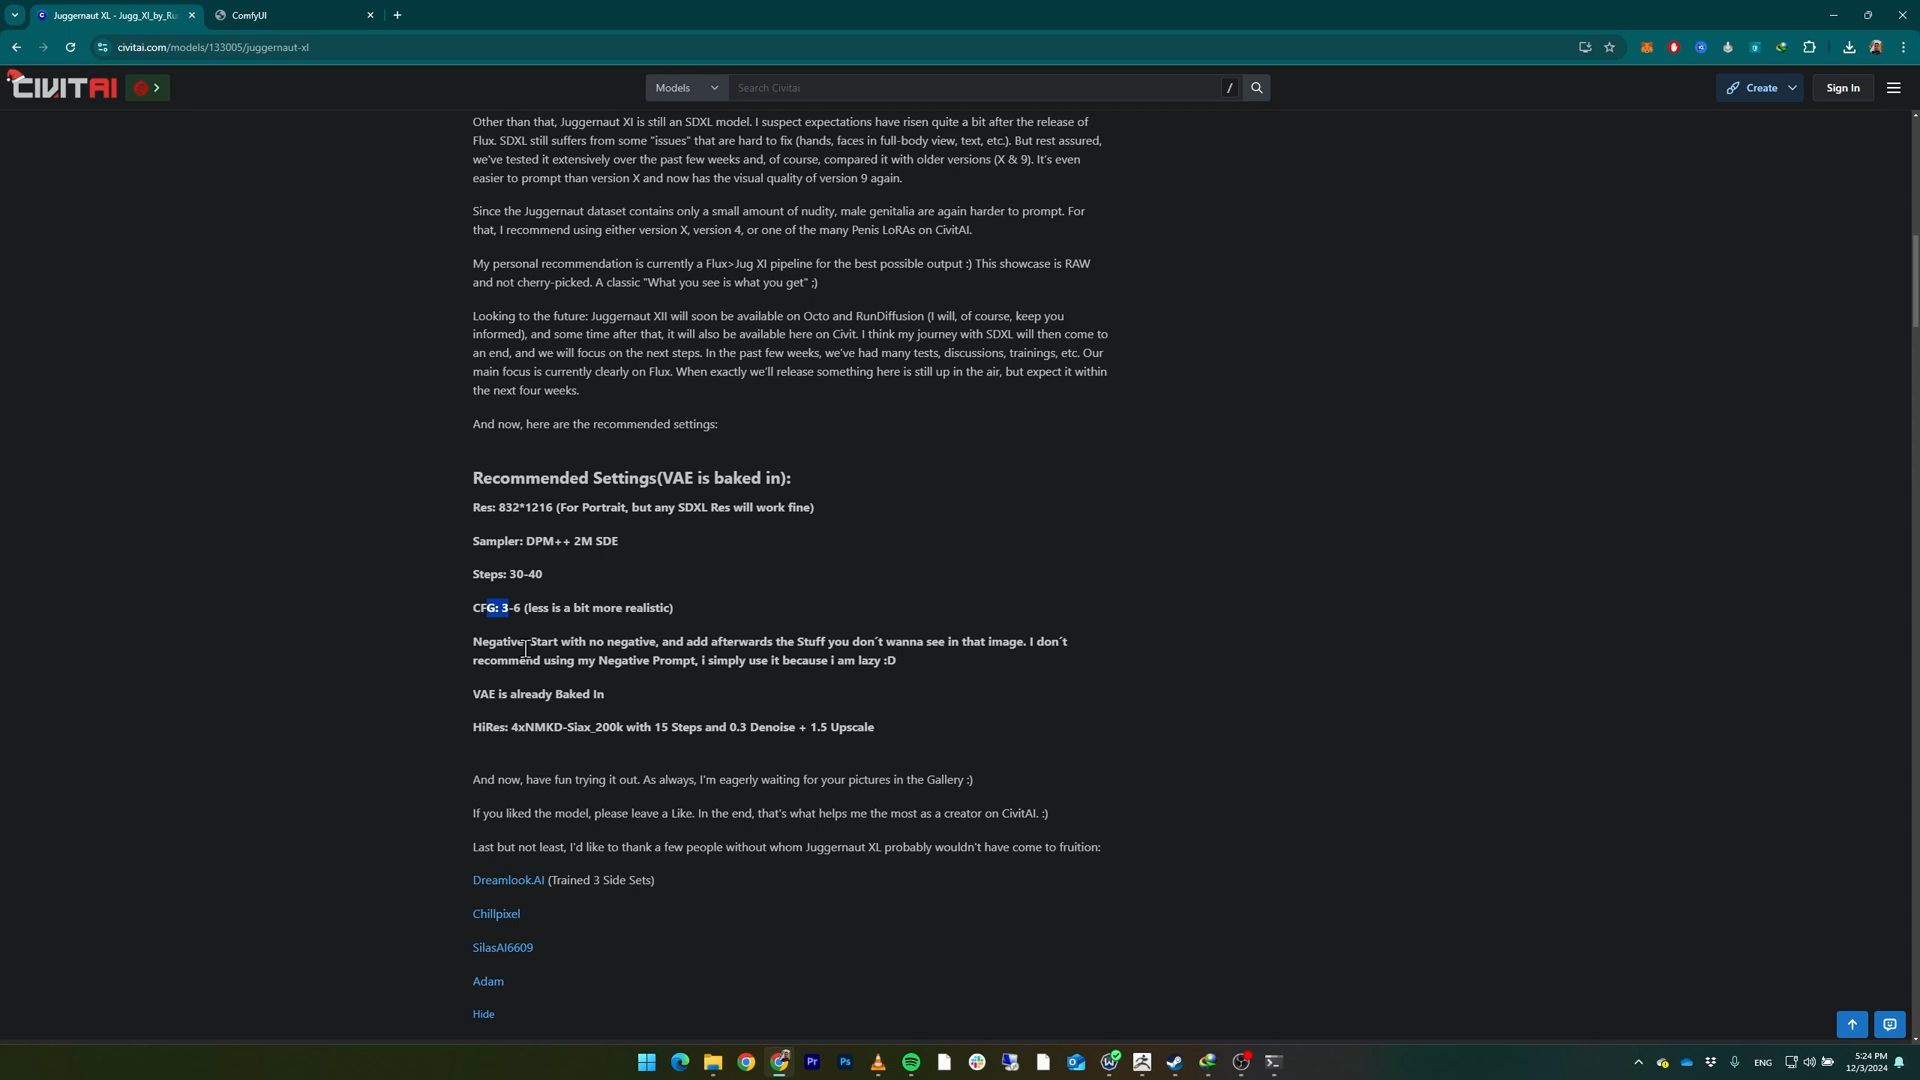 Juggernaut XL - Jugg_XI_by_Ru
ComfyUI
civitai.com/models/133005/juggernaut-xl
CIVITAI
Models
Search Civitai
/
Create
Sign In
Other than that, Juggernaut XI is still an SDXL model. I suspect expectations have risen quite a bit after the release of
Flux. SDXL still suffers from some "issues" that are hard to fix (hands, faces in full-body view, text, etc.). But rest assured,
we've tested it extensively over the past few weeks and, of course, compared it with older versions (X & 9). It's even
easier to prompt than version X and now has the visual quality of version 9 again.
Since the Juggernaut dataset contains only a small amount of nudity, male genitalia are again harder to prompt. For
that, I recommend using either version X, version 4, or one of the many Penis LoRAs on CivitAI.
My personal recommendation is currently a Flux>Jug XI pipeline for the best possible output :) This showcase is RAW
and not cherry-picked. A classic "What you see is what you get" ;)
Looking to the future: Juggernaut XII will soon be available on Octo and RunDiffusion (I will, of course, keep you
informed), and some time after that, it will also be available here on Civit. I think my journey with SDXL will then come to
an end, and we will focus on the next steps. In the past few weeks, we've had many tests, discussions, trainings, etc. Our
main focus is currently clearly on Flux. When exactly we'll release something here is still up in the air, but expect it within
the next four weeks.
And now, here are the recommended settings:
Recommended Settings(VAE is baked in):
Res: 832*1216 (For Portrait, but any SDXL Res will work fine)
Sampler: DPM++ 2M SDE
Steps: 30-40
CFG: 3-6 (less is a bit more realistic)
Negative: Start with no negative, and add afterwards the Stuff you don´t wanna see in that image. I don´t
recommend using my Negative Prompt, i simply use it because i am lazy :D
VAE is already Baked In
HiRes: 4xNMKD-Siax_200k with 15 Steps and 0.3 Denoise + 1.5 Upscale
And now, have fun trying it out. As always, I'm eagerly waiting for your pictures in the Gallery :)
If you liked the model, please leave a Like. In the end, that's what helps me the most as a creator on CivitAI. :)
Last but not least, I'd like to thank a few people without whom Juggernaut XL probably wouldn't have come to fruition:
Dreamlook.AI (Trained 3 Side Sets)
Chillpixel
SilasAI6609
Adam
Hide
Pr
Ps
ENG
5:24 PM
12/3/2024